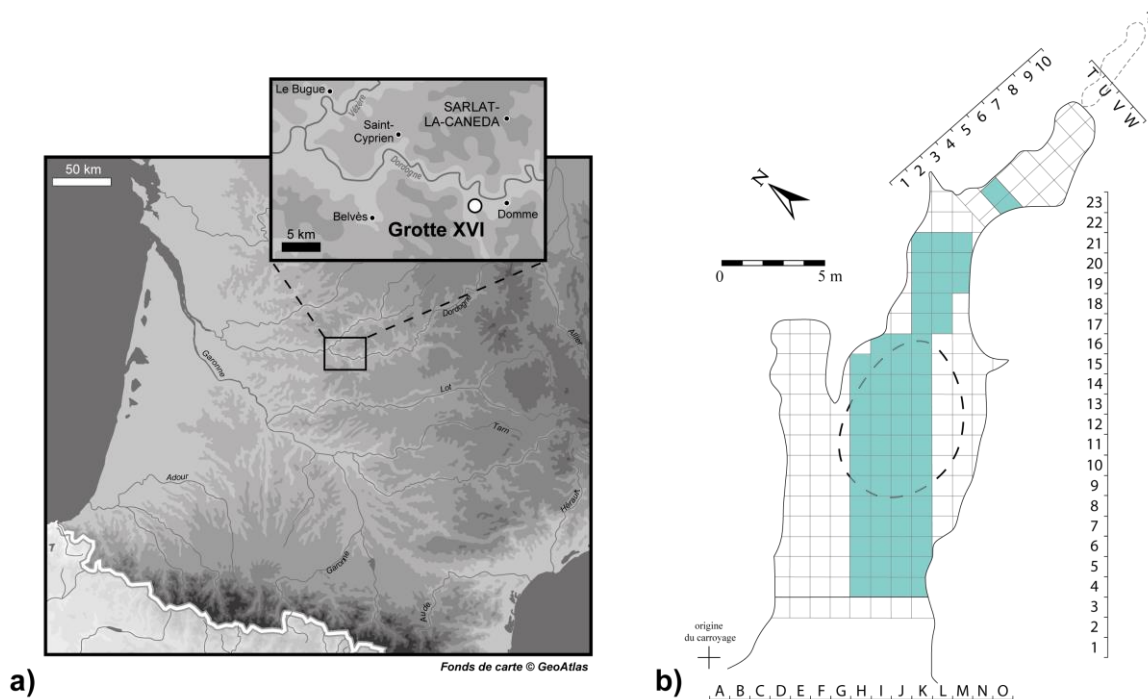 Le Bugue
Vézère
SARLAT-
LA-CANEDA
Saint-
Cyprien
Dordogne
Belvès
Domme
5 km
Grotte XVI
50 km
Dordogne
Allier
Garonne
Lot
Tarn
Adour
Hérault
Garonne
Aude
Fonds de carte © GeoAtlas
a)
1 2 3 4 5 6 7 8 9 10
T U V W
N
0 5 m
23
22
21
20
19
18
17
16
15
14
13
12
11
10
9
8
7
6
5
4
3
2
1
origine
du carroyage
A B C D E F G H I J K L M N O
b)